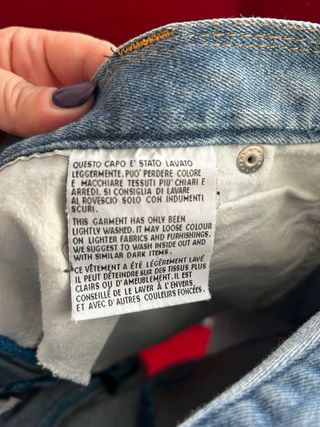 QUESTO CAPO E' STATO LAVATO
LEGGERMENTE. PUO' PERDERE COLORE
E MACCHIARE TESSUTI PIU' CHIARI E
ARREDI. SI CONSIGLIA DI LAVARE
AL ROVESCIO SOLO CON INDUMENTI
SCURI.
THIS GARMENT HAS ONLY BEEN
LIGHTLY WASHED. IT MAY LOOSE COLOUR
ON LIGHTER FABRICS AND FURNISHINGS.
WE SUGGEST TO WASH INSIDE OUT AND
WITH SIMILAR DARK ITEMS.
CE VÊTEMENT A ÉTÉ LÉGÈREMENT LAVÉ
IL PEUT DÉTEINDRE SUR DES TISSUS PLUS
CLAIRS OU D'AMEUBLEMENT. IL EST
CONSEILLÉ DE LE LAVER À L'ENVERS
ET AVEC D'AUTRES COULEURS FONCÉES.